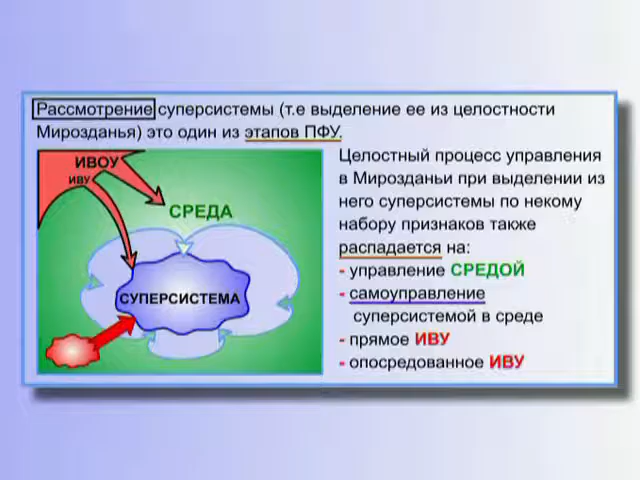 Рассмотрение суперсистемы (т.е выделение ее из целостности
Мирозданья) это один из этапов ПФУ.
ИВОУ
ИВУ
СРЕДА
СУПЕРСИСТЕМА
Целостный процесс управления
в Мирозданьи при выделении из
него суперсистемы по некому
набору признаков также
распадается на:
- управление СРЕДОЙ
- самоуправление
суперсистемой в среде
- прямое ИВУ
- опосредованное ИВУ